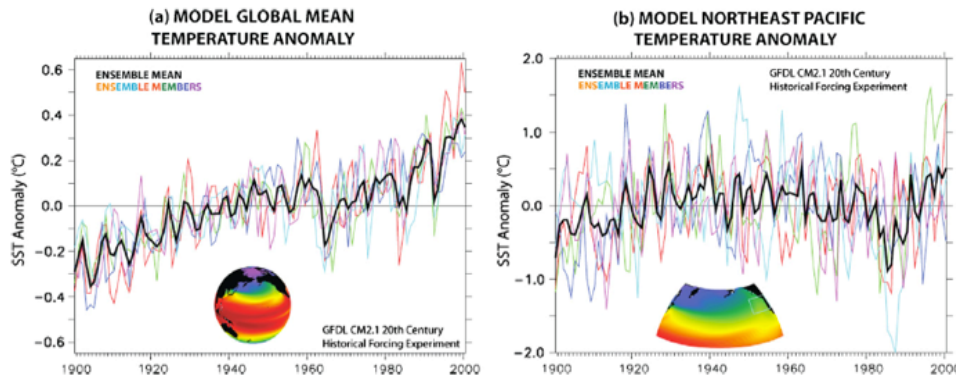 (a) MODEL GLOBAL MEAN
TEMPERATURE ANOMALY
0.6
0.4
0.2
0.0
-0.2
-0.4
-0.6
SST Anomaly (°C)
ENSEMBLE MEAN
ENSEMBLE MEMBERS
GFDL CM2.1 20th Century
Historical Forcing Experiment
1900
1920
1940
1960
1980
2000
(b) MODEL NORTHEAST PACIFIC
TEMPERATURE ANOMALY
2.0
1.0
0.0
-1.0
-2.0
SST Anomaly (°C)
ENSEMBLE MEAN
ENSEMBLE MEMBERS
GFDL CM2.1 20th Century
Historical Forcing Experiment
1900
1920
1940
1960
1980
2000